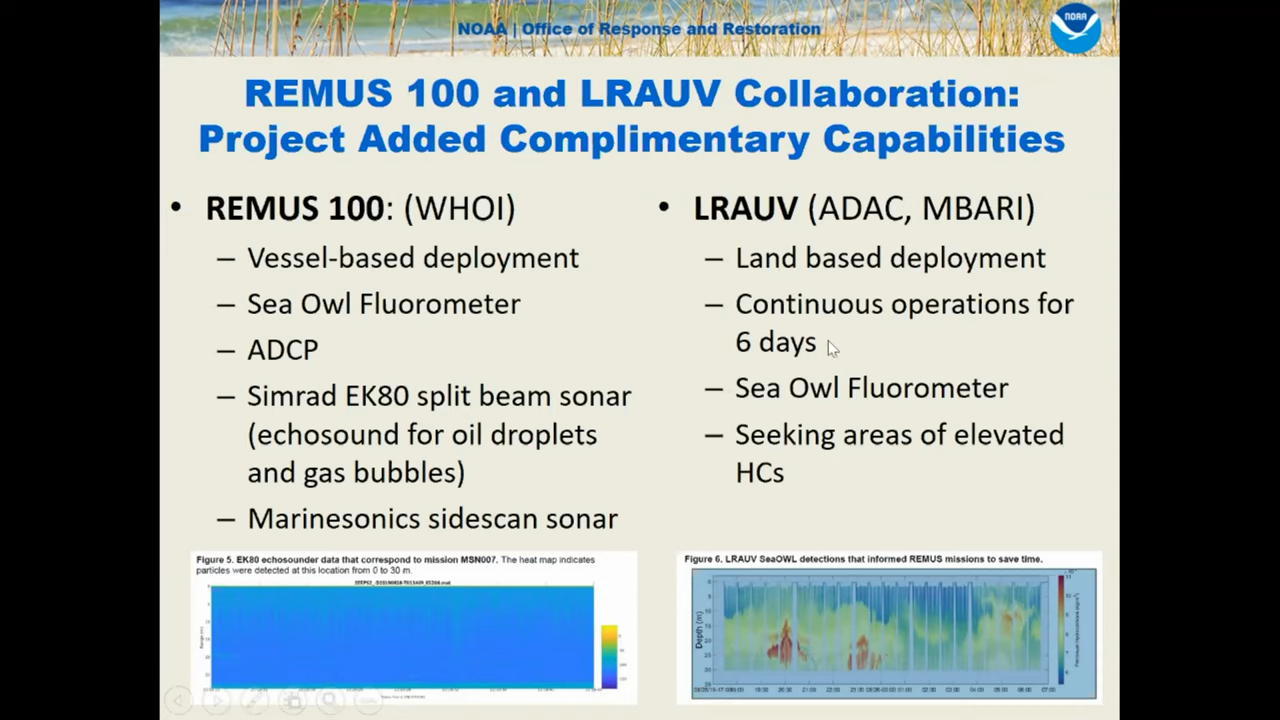 NOAA | Office of Response and Restoration
NOAA
REMUS 100 and LRAUV Collaboration:
Project Added Complimentary Capabilities
• REMUS 100: (WHOI)
– Vessel-based deployment
– Sea Owl Fluorometer
– ADCP
– Simrad EK80 split beam sonar
(echosound for oil droplets
and gas bubbles)
– Marinesonics sidescan sonar
• LRAUV (ADAC, MBARI)
– Land based deployment
– Continuous operations for
6 days
– Sea Owl Fluorometer
– Seeking areas of elevated
HCs
Figure 5. EK80 echosounder data that correspond to mission MSN007. The heat map indicates
particles were detected at this location from 0 to 30 m.
Figure 6. LRAUV SeaOWL detections that informed REMUS missions to save time.
Depth (m)